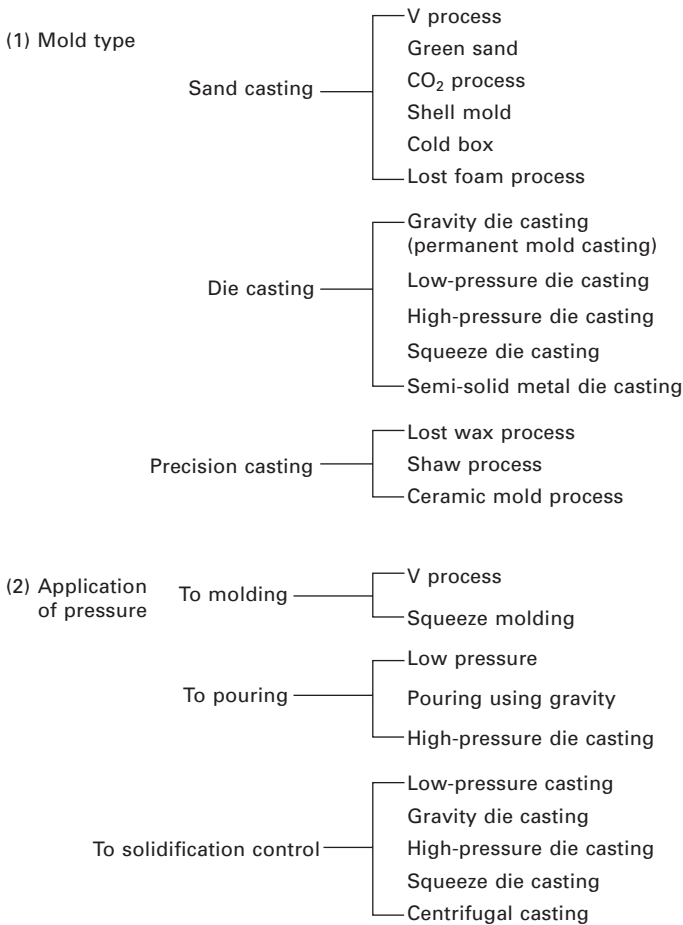 (1) Mold type
Sand casting
V process
Green sand
CO₂ process
Shell mold
Cold box
Lost foam process
Die casting
Gravity die casting
(permanent mold casting)
Low-pressure die casting
High-pressure die casting
Squeeze die casting
Semi-solid metal die casting
Precision casting
Lost wax process
Shaw process
Ceramic mold process
(2) Application
of pressure
To molding
V process
Squeeze molding
To pouring
Low pressure
Pouring using gravity
High-pressure die casting
To solidification control
Low-pressure casting
Gravity die casting
High-pressure die casting
Squeeze die casting
Centrifugal casting